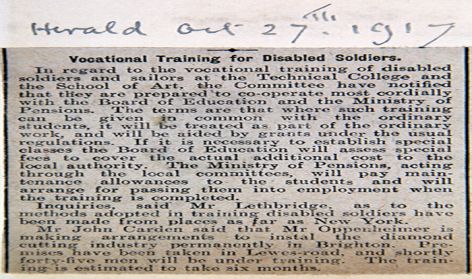 Herald Oct 27th. 1917
Vocational Training for Disabled Soldiers.
In regard to the vocational training of disabled
soldiers and sailors at the Technical College and
the School of Art, the Committee have notified
that they are prepared to co-operate most cordially
with the Board of Education and the Ministry of
Pensions. The terms are that where such training
can be given in common with the ordinary
students, it will be treated as part of the ordinary
work, and will be aided by grants under the usual
regulations. If it is necessary to establish special
classes the Board of Education will assess special
fees to cover the actual additional cost to the
local authority. The Ministry of Pensions, acting
through the local committees, will pay main-
tenance allowances to the students and will
arrange for passing them into employment when
the training is completed.
Inquiries, said Mr Lethbridge, as to the
methods adopted in training disabled soldiers have
been made from places as far as New York.
Mr John Carden said that Mr Oppenheimer is
making arrangements to instal the diamond
cutting industry permanently in Brighton. Pre-
mises have been taken in Lewes-road, and shortly
forty-five men will be under training. The train-
ing is estimated to take six months.